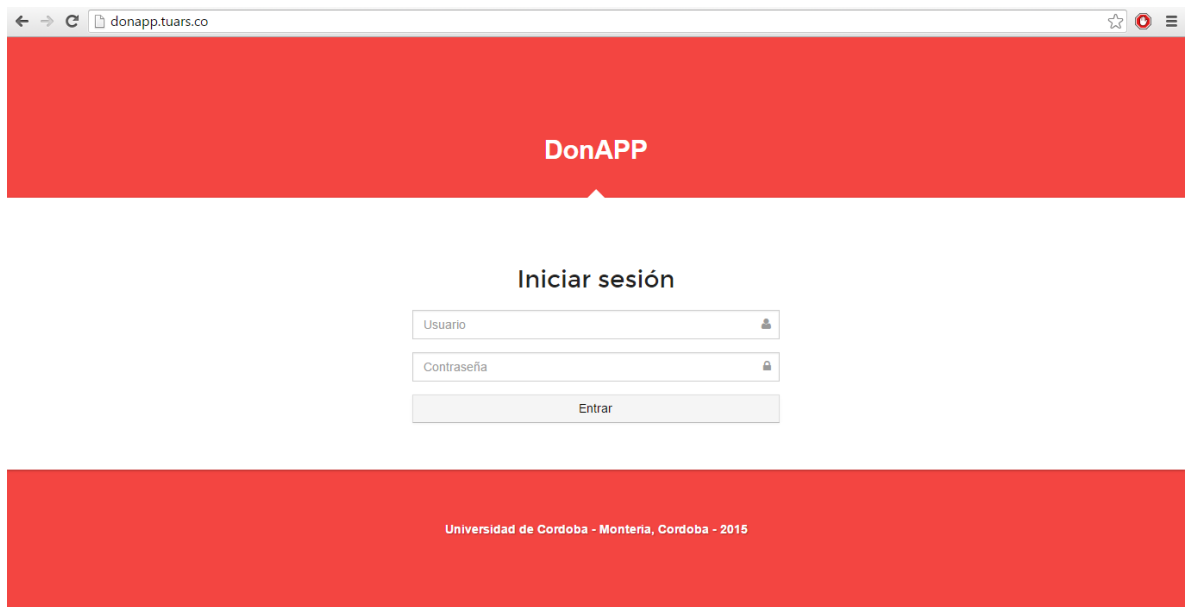 donapp.tuars.co
DonAPP
Iniciar sesión
Usuario
Contraseña
Entrar
Universidad de Cordoba - Monteria, Cordoba - 2015